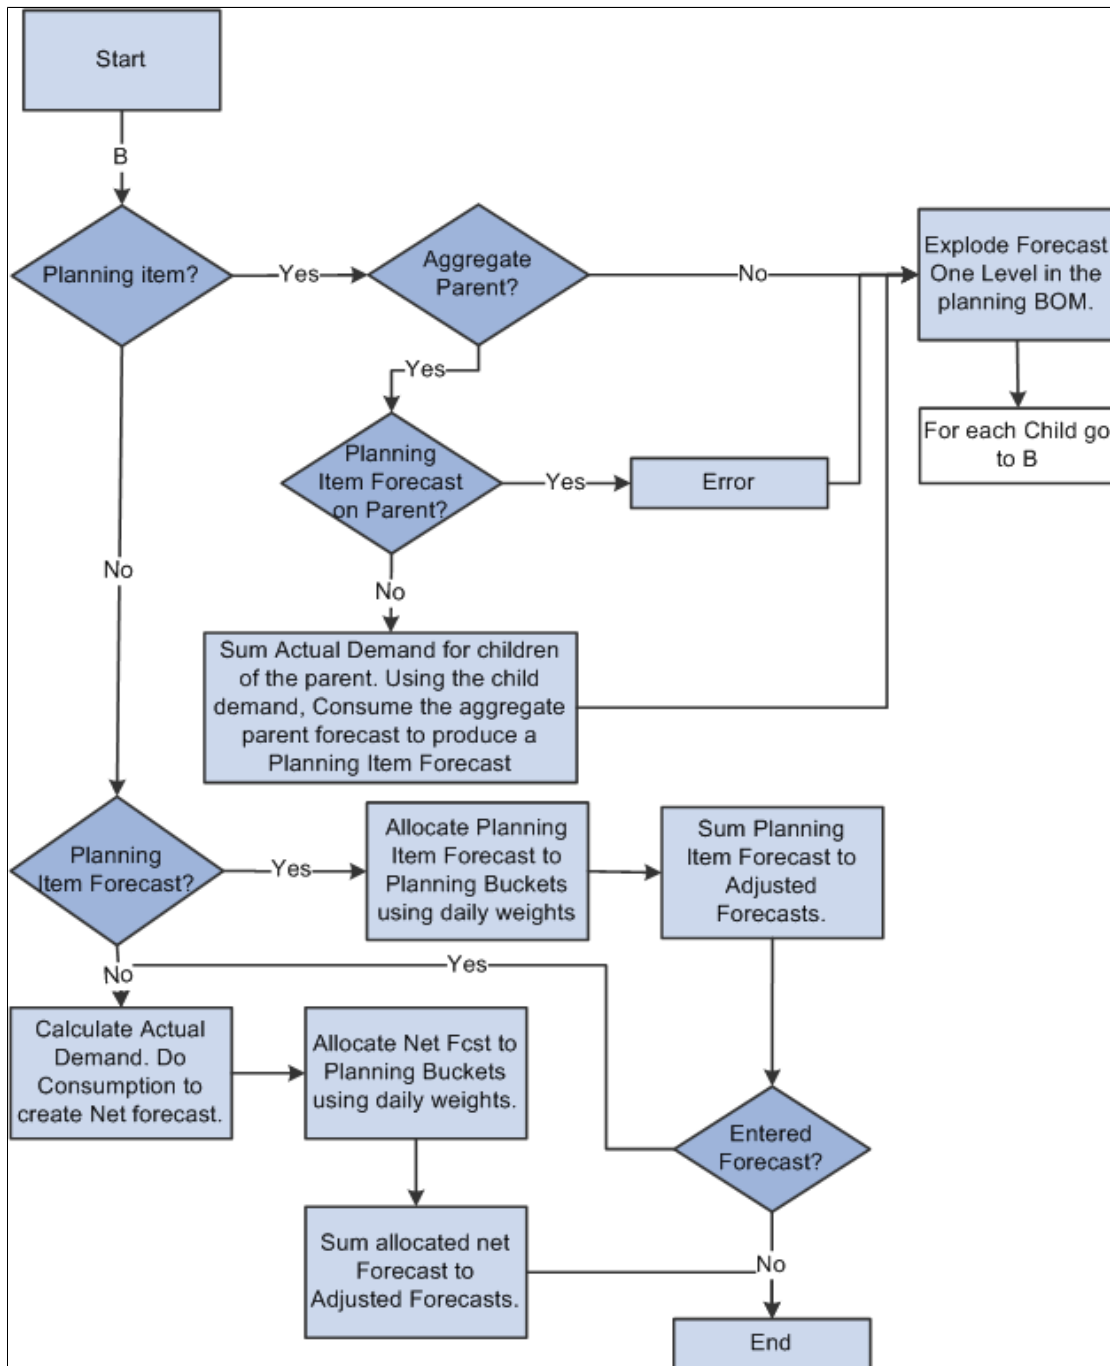 Start
B
Planning item?
Yes
Aggregate
Parent?
No
Explode Forecast
One Level in the
planning BOM.
Yes
For each Child go
to B
Planning
Item Forecast
on Parent?
Yes
Error
No
No
Sum Actual Demand for children
of the parent. Using the child
demand, Consume the aggregate
parent forecast to produce a
Planning Item Forecast
Planning
Item Forecast?
Yes
Allocate Planning
Item Forecast to
Planning Buckets
using daily weights
Sum Planning
Item Forecast to
Adjusted
Forecasts.
No
Yes
Calculate Actual
Demand. Do
Consumption to
create Net forecast.
Allocate Net Fcst to
Planning Buckets
using daily weights.
Entered
Forecast?
Sum allocated net
Forecast to
Adjusted Forecasts.
No
End